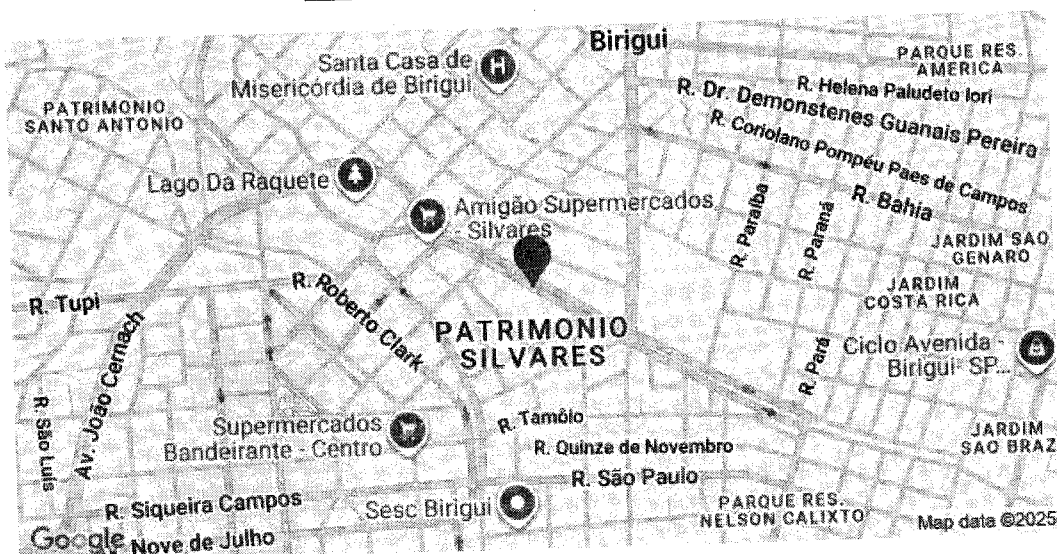 Birigui
Santa Casa de
Misericórdia de Birigui
PARQUE RES.
AMERICA
R. Helena Paludeto Iori
R. Dr. Demonstenes Guanais Pereira
PATRIMONIO
SANTO ANTONIO
R. Coriolano Pompeu Paes de Campos
Lago Da Raquete
R. Bahia
Amigão Supermercados
- Silvares
R. Paraíba
R. Paraná
JARDIM SAO
GENARO
JARDIM
COSTA RICA
R. Tupi
R. Roberto Clark
PATRIMONIO
SILVARES
Av. João Cernach
Ciclo Avenida -
Birigui- SP...
R. Pará
R. São Luis
Supermercados
Bandeirante - Centro
R. Tamóio
R. Quinze de Novembro
JARDIM
SAO BRAZ
R. São Paulo
R. Siqueira Campos
Sesc Birigui
PARQUE RES.
NELSON CALIXTO
Map data ©2025
Google
Nove de Julho